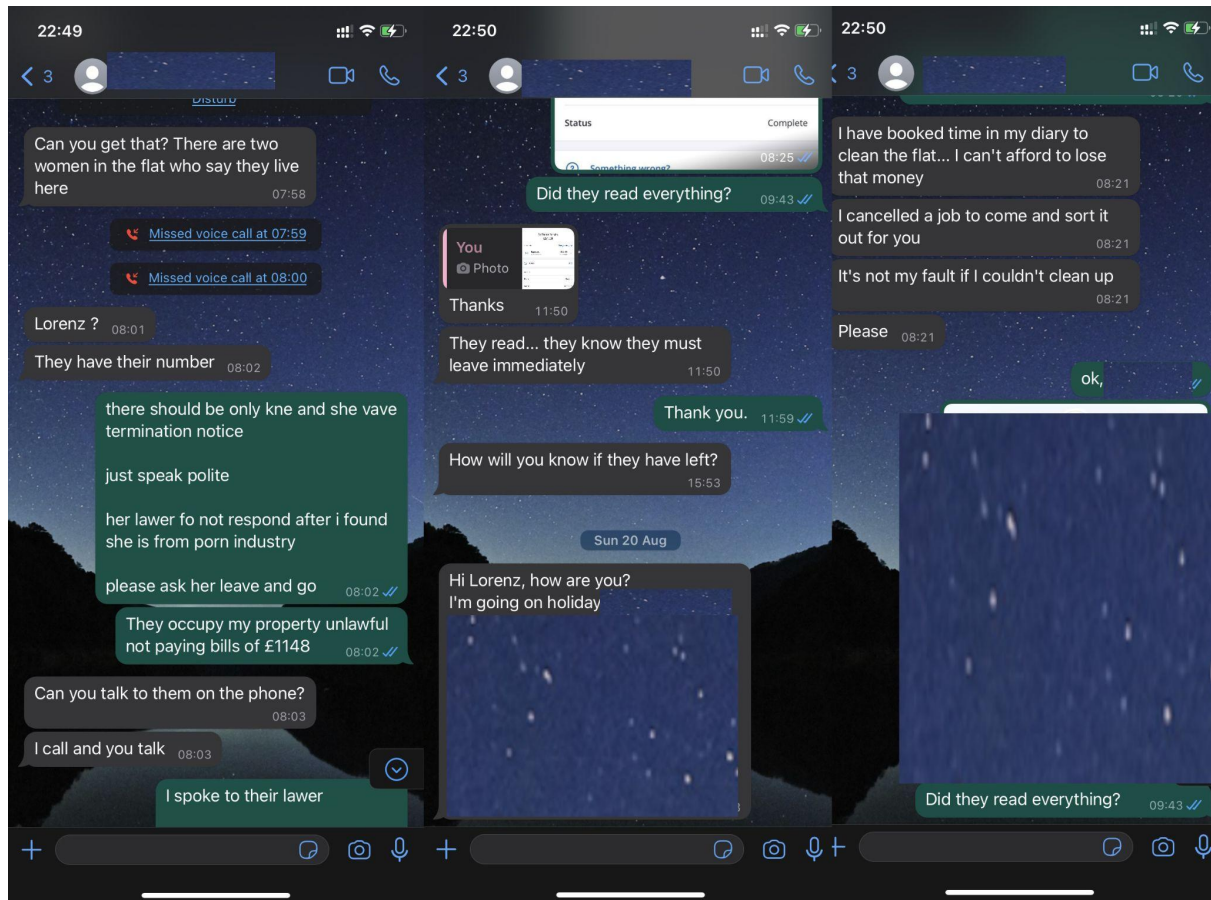 22:49
3
Disturb
Can you get that? There are two
women in the flat who say they live
here
07:58
Missed voice call at 07:59
Missed voice call at 08:00
Lorenz ? 08:01
They have their number 08:02
there should be only kne and she vave
termination notice
just speak polite
her lawer fo not respond after i found
she is from porn industry
please ask her leave and go 08:02
They occupy my property unlawful
not paying bills of £1148 08:02
Can you talk to them on the phone?
08:03
I call and you talk 08:03
I spoke to their lawer
22:50
3
Status Complete
Something wrong? 08:25
Did they read everything? 09:43
You
Photo
Thanks 11:50
They read... they know they must
leave immediately 11:50
Thank you. 11:59
How will you know if they have left?
15:53
Sun 20 Aug
Hi Lorenz, how are you?
I'm going on holiday
22:50
3
I have booked time in my diary to
clean the flat... I can't afford to lose
that money 08:21
I cancelled a job to come and sort it
out for you 08:21
It's not my fault if I couldn't clean up
08:21
Please 08:21
ok,
Did they read everything? 09:43